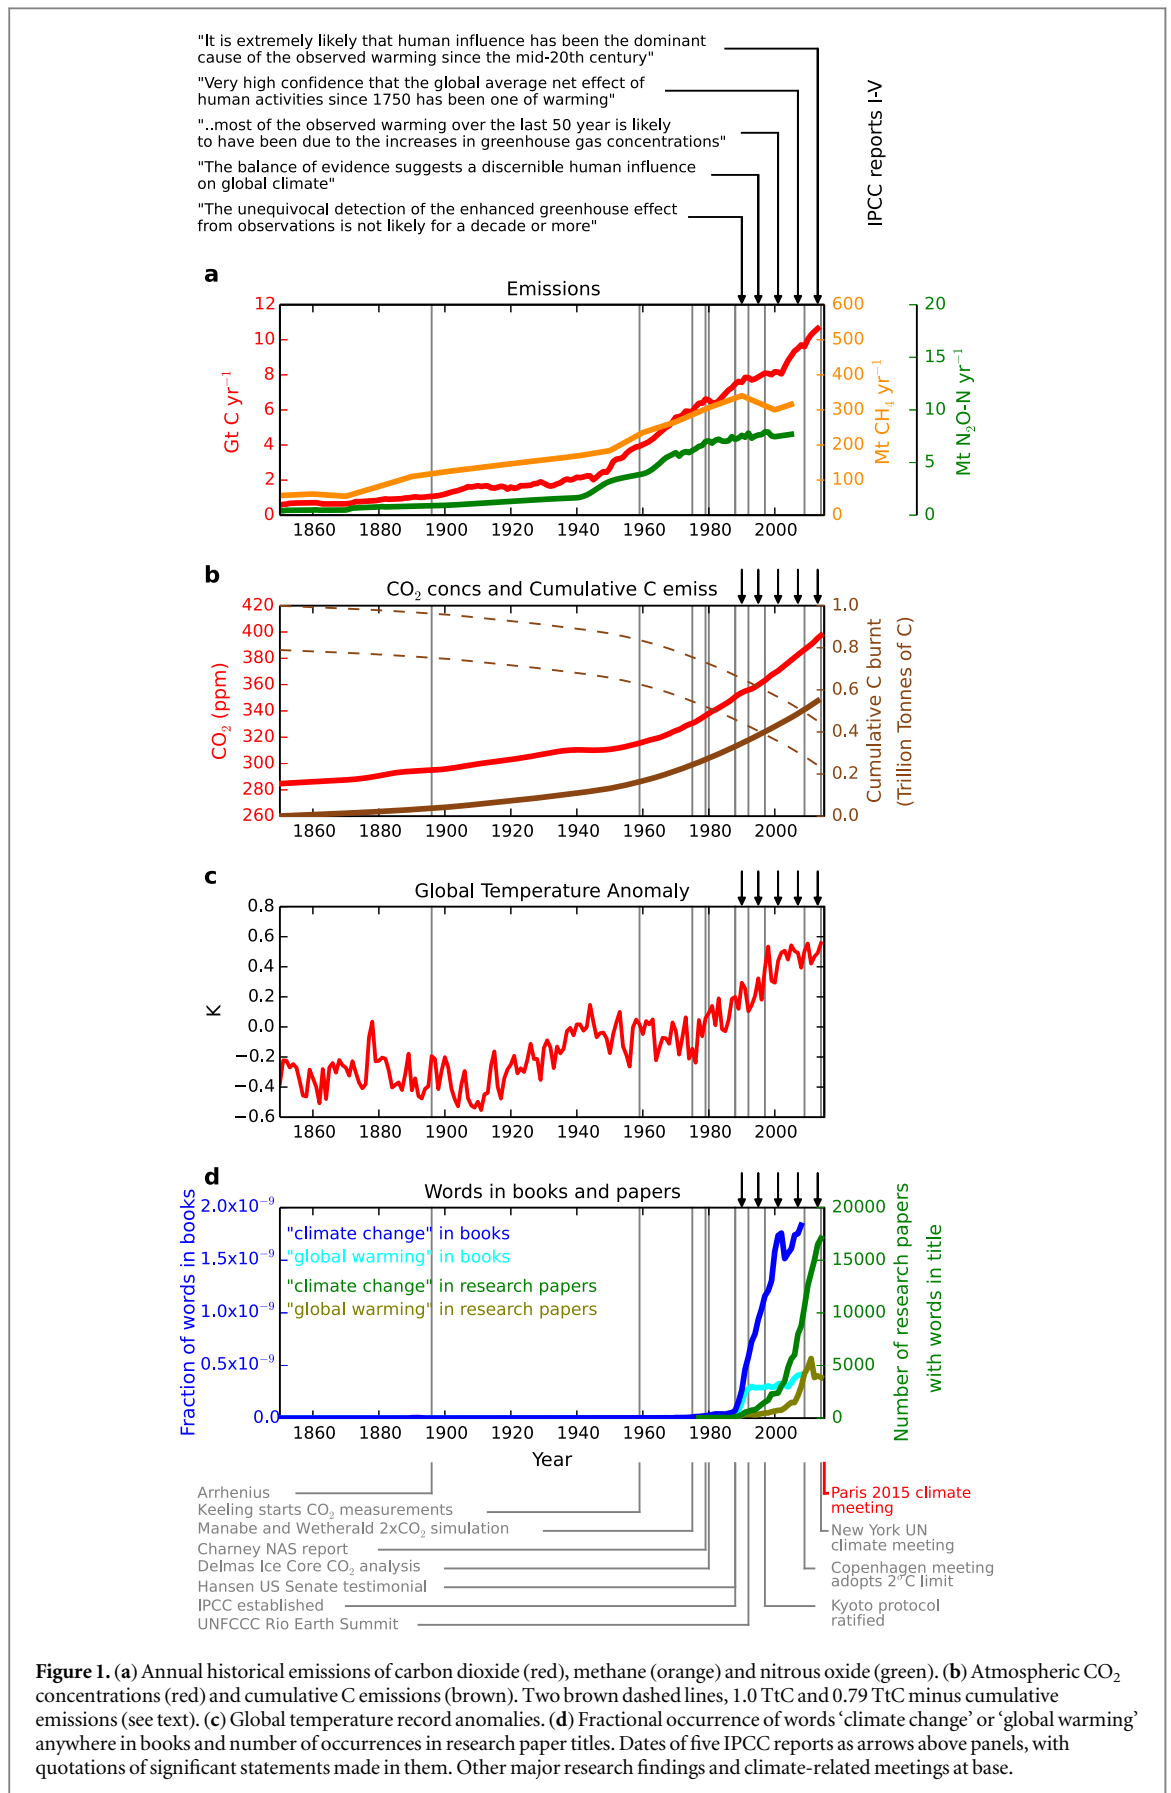 "It is extremely likely that human influence has been the dominant
cause of the observed warming since the mid-20th century"
"Very high confidence that the global average net effect of
human activities since 1750 has been one of warming"
"..most of the observed warming over the last 50 year is likely
to have been due to the increases in greenhouse gas concentrations"
"The balance of evidence suggests a discernible human influence
on global climate"
"The unequivocal detection of the enhanced greenhouse effect
from observations is not likely for a decade or more"
IPCC reports I-V
a
Emissions
12
10
8
6
4
2
0
Gt C yr⁻¹
600
500
400
300
200
100
0
Mt CH₄ yr⁻¹
20
15
10
5
0
Mt N₂O-N yr⁻¹
1860 1880 1900 1920 1940 1960 1980 2000
b
CO₂ concs and Cumulative C emiss
420
400
380
360
340
320
300
280
260
CO₂ (ppm)
1.0
0.8
0.6
0.4
0.2
0.0
Cumulative C burnt
(Trillion Tonnes of C)
1860 1880 1900 1920 1940 1960 1980 2000
c
Global Temperature Anomaly
0.8
0.6
0.4
0.2
0.0
−0.2
−0.4
−0.6
K
1860 1880 1900 1920 1940 1960 1980 2000
d
Words in books and papers
2.0x10⁻⁹
1.5x10⁻⁹
1.0x10⁻⁹
0.5x10⁻⁹
0.0
Fraction of words in books
"climate change" in books
"global warming" in books
"climate change" in research papers
"global warming" in research papers
20000
15000
10000
5000
0
Number of research papers
with words in title
1860 1880 1900 1920 1940 1960 1980 2000
Year
Arrhenius
Keeling starts CO₂ measurements
Manabe and Wetherald 2xCO₂ simulation
Charney NAS report
Delmas Ice Core CO₂ analysis
Hansen US Senate testimonial
IPCC established
UNFCCC Rio Earth Summit
Paris 2015 climate
meeting
New York UN
climate meeting
Copenhagen meeting
adopts 2°C limit
Kyoto protocol
ratified
Figure 1. (a) Annual historical emissions of carbon dioxide (red), methane (orange) and nitrous oxide (green). (b) Atmospheric CO₂
concentrations (red) and cumulative C emissions (brown). Two brown dashed lines, 1.0 TtC and 0.79 TtC minus cumulative
emissions (see text). (c) Global temperature record anomalies. (d) Fractional occurrence of words ‘climate change’ or ‘global warming’
anywhere in books and number of occurrences in research paper titles. Dates of five IPCC reports as arrows above panels, with
quotations of significant statements made in them. Other major research findings and climate-related meetings at base.